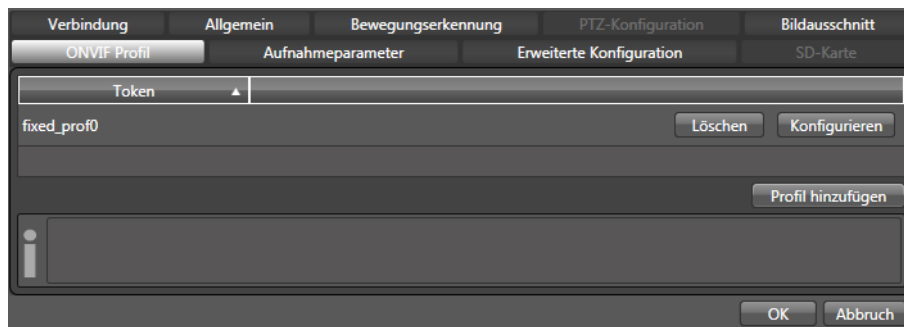 Verbindung Allgemein Bewegungserkennung PTZ-Konfiguration Bildausschnitt
ONVIF Profil Aufnahmeparameter Erweiterte Konfiguration SD-Karte
Token
fixed_prof0 Löschen Konfigurieren
Profil hinzufügen
OK Abbruch